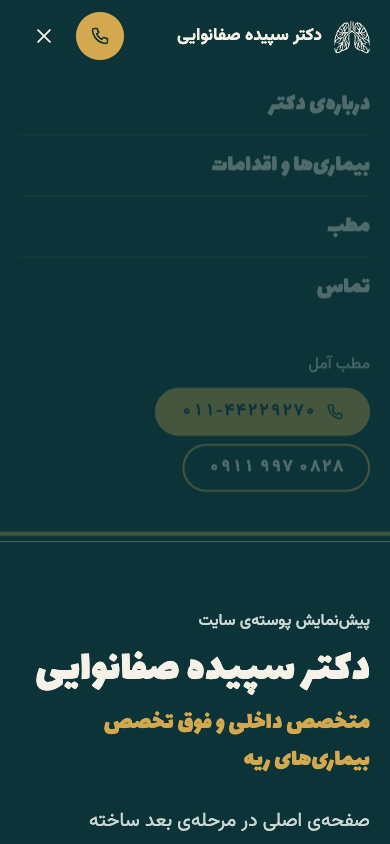 دکتر سپیده صفانوایی
درباره‌ی دکتر
بیماری‌ها و اقدامات
مطب
تماس
مطب آمل
۰۱۱-۴۴۲۲۹۲۷۰
۰۹۱۱ ۹۹۷ ۰۸۲۸
پیش‌نمایش پوسته‌ی سایت
دکتر سپیده صفانوایی
متخصص داخلی و فوق تخصص
بیماری‌های ریه
صفحه‌ی اصلی در مرحله‌ی بعد ساخته